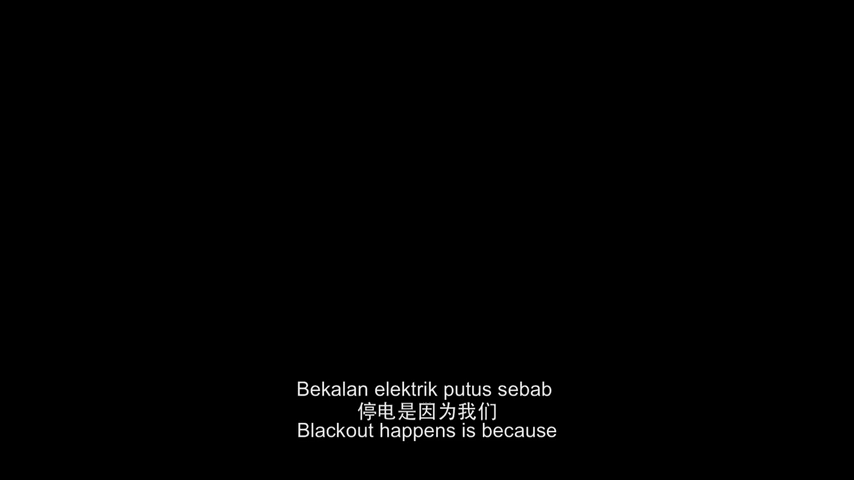 Bekalan elektrik putus sebab
停电是因为我们
Blackout happens is because